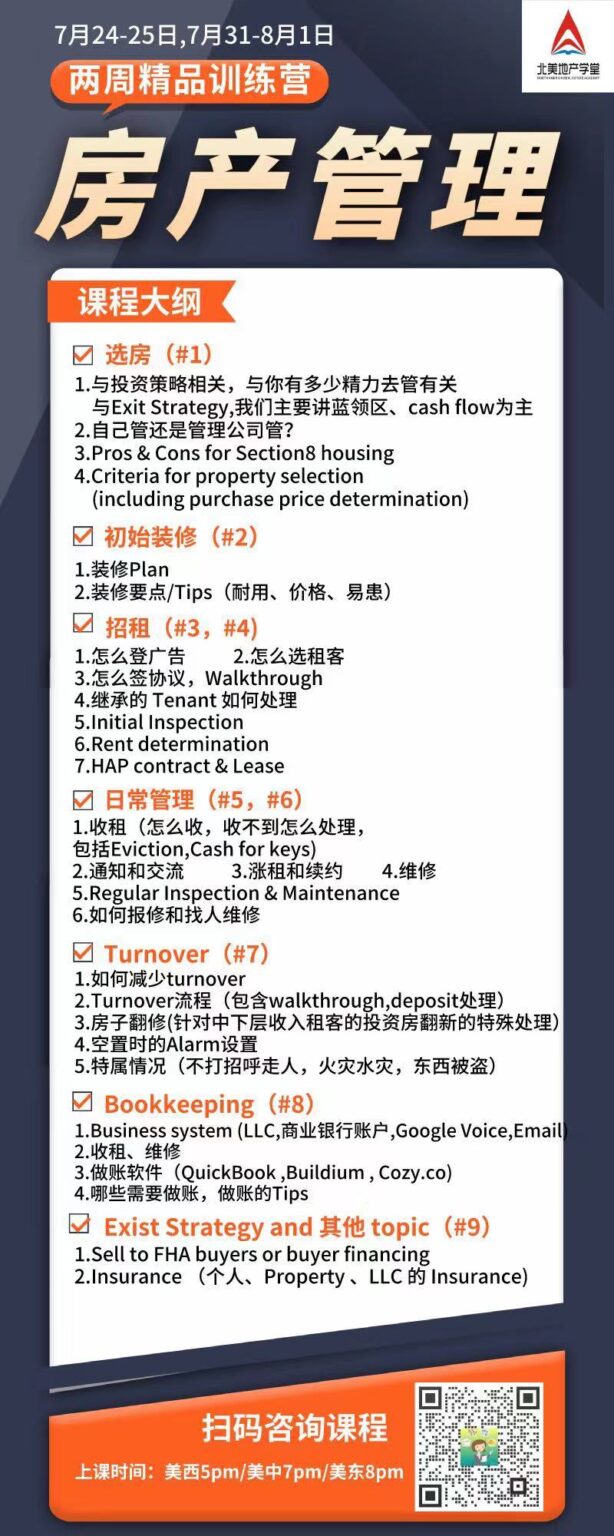 7月24-25日,7月31-8月1日
北美地产学堂
两周精品训练营
房产管理
课程大纲
选房（#1）
1.与投资策略相关，与你有多少精力去管有关
与Exit Strategy,我们主要讲蓝领区、cash flow为主
2.自己管还是管理公司管？
3.Pros & Cons for Section8 housing
4.Criteria for property selection
(including purchase price determination)
初始装修（#2）
1.装修Plan
2.装修要点/Tips（耐用、价格、易患）
招租（#3，#4)
1.怎么登广告 2.怎么选租客
3.怎么签协议，Walkthrough
4.继承的 Tenant 如何处理
5.Initial Inspection
6.Rent determination
7.HAP contract & Lease
日常管理（#5，#6）
1.收租（怎么收，收不到怎么处理，
包括Eviction,Cash for keys)
2.通知和交流 3.涨租和续约 4.维修
5.Regular Inspection & Maintenance
6.如何报修和找人维修
Turnover（#7）
1.如何减少turnover
2.Turnover流程（包含walkthrough,deposit处理）
3.房子翻修(针对中下层收入租客的投资房翻新的特殊处理）
4.空置时的Alarm设置
5.特属情况（不打招呼走人，火灾水灾，东西被盗）
Bookkeeping（#8）
1.Business system (LLC,商业银行账户,Google Voice,Email)
2.收租、维修
3.做账软件（QuickBook ,Buildium , Cozy.co)
4.哪些需要做账，做账的Tips
Exist Strategy and 其他 topic（#9）
1.Sell to FHA buyers or buyer financing
2.Insurance （个人、Property 、LLC 的 Insurance)
扫码咨询课程
上课时间：美西5pm/美中7pm/美东8pm